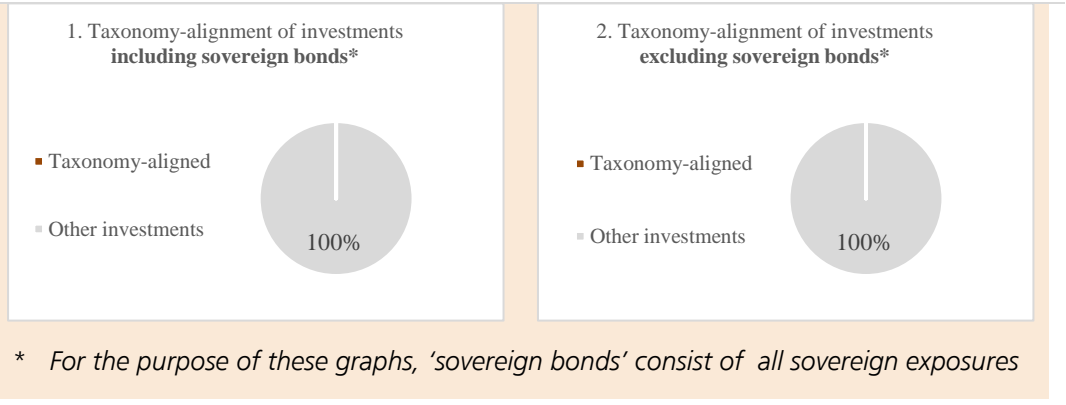 1. Taxonomy-alignment of investments
including sovereign bonds*
Taxonomy-aligned
Other investments
100%
2. Taxonomy-alignment of investments
excluding sovereign bonds*
Taxonomy-aligned
Other investments
100%
* For the purpose of these graphs, ‘sovereign bonds’ consist of all sovereign exposures